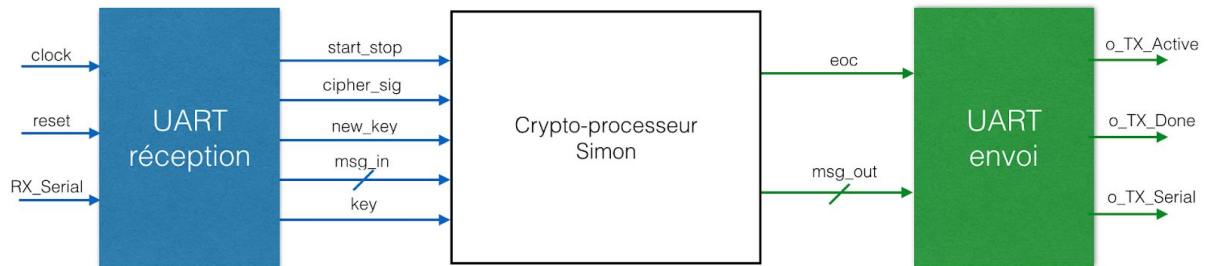 clock
reset
RX_Serial
UART
réception
start_stop
cipher_sig
new_key
msg_in
key
Crypto-processeur
Simon
eoc
msg_out
UART
envoi
o_TX_Active
o_TX_Done
o_TX_Serial